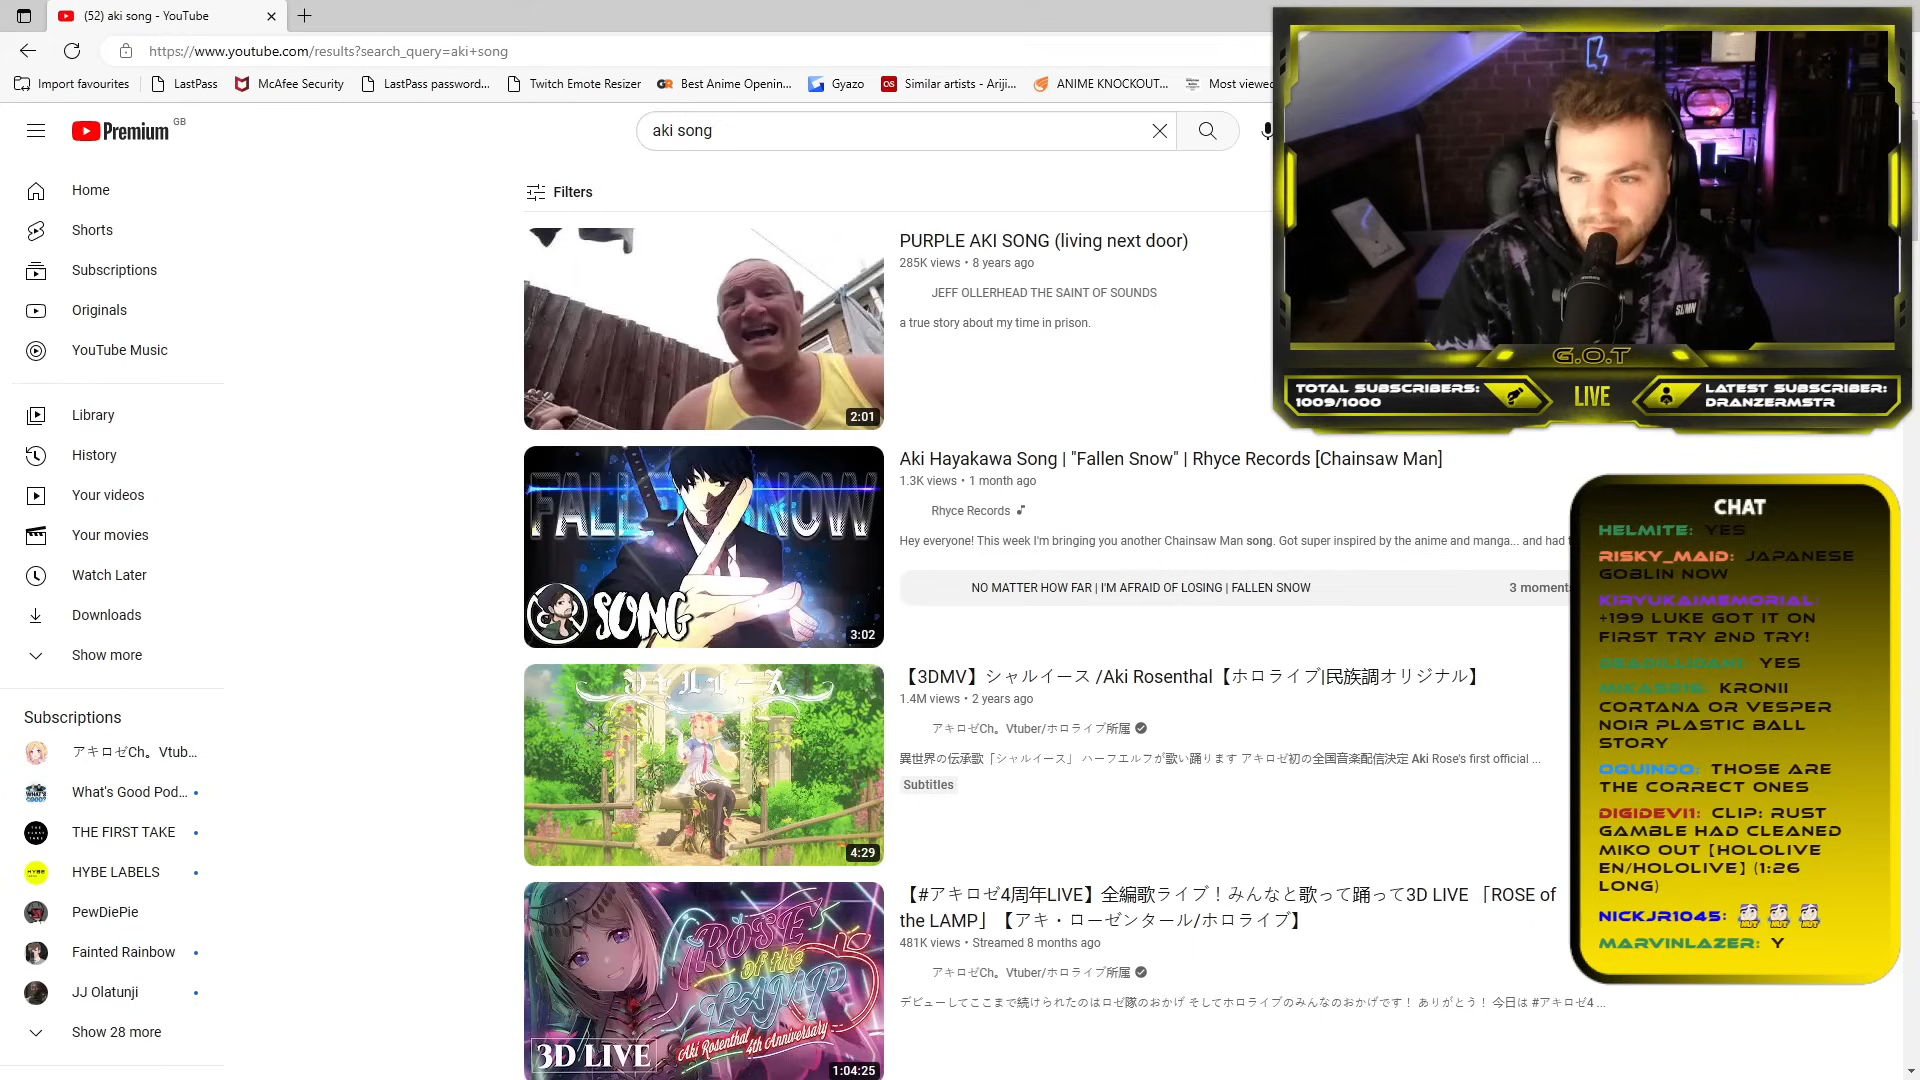 (52) aki song - YouTube
https://www.youtube.com/results?search_query=aki+song
Import favourites
LastPass
McAfee Security
LastPass password...
Twitch Emote Resizer
Best Anime Openin...
Gyazo
Similar artists - Ariji...
ANIME KNOCKOUT...
Most viewed
Premium
GB
aki song
Home
Shorts
Subscriptions
Originals
YouTube Music
Library
History
Your videos
Your movies
Watch Later
Downloads
Show more
Subscriptions
アキロゼCh。Vtub...
What's Good Pod...
THE FIRST TAKE
HYBE LABELS
PewDiePie
Fainted Rainbow
JJ Olatunji
Show 28 more
Filters
2:01
PURPLE AKI SONG (living next door)
285K views • 8 years ago
JEFF OLLERHEAD THE SAINT OF SOUNDS
a true story about my time in prison.
FALLEN SNOW
SONG
3:02
Aki Hayakawa Song | "Fallen Snow" | Rhyce Records [Chainsaw Man]
1.3K views • 1 month ago
Rhyce Records
Hey everyone! This week I'm bringing you another Chainsaw Man song. Got super inspired by the anime and manga... and had
NO MATTER HOW FAR | I'M AFRAID OF LOSING | FALLEN SNOW
3 moments
シャルイース
4:29
【3DMV】シャルイース /Aki Rosenthal【ホロライブ|民族調オリジナル】
1.4M views • 2 years ago
アキロゼCh。Vtuber/ホロライブ所属
異世界の伝承歌「シャルイース」 ハーフエルフが歌い踊ります アキロゼ初の全国音楽配信決定 Aki Rose's first official ...
Subtitles
ROSE
of the
LAMP
Aki Rosenthal 4th Anniversary
3D LIVE
1:04:25
【#アキロゼ4周年LIVE】全編歌ライブ！みんなと歌って踊って3D LIVE 「ROSE of
the LAMP」【アキ・ローゼンタール/ホロライブ】
481K views • Streamed 8 months ago
アキロゼCh。Vtuber/ホロライブ所属
デビューしてここまで続けられたのはロゼ隊のおかげ そしてホロライブのみんなのおかげです！ ありがとう！ 今日は #アキロゼ4 ...
G.O.T
TOTAL SUBSCRIBERS:
1009/1000
LIVE
LATEST SUBSCRIBER:
DRANZERMSTR
CHAT
HELMITE: YES
RISKY_MAID: JAPANESE
GOBLIN NOW
KIRYUKAIMEMORIAL:
+199 LUKE GOT IT ON
FIRST TRY 2ND TRY!
YES
KRONII
CORTANA OR VESPER
NOIR PLASTIC BALL
STORY
OQUINDO: THOSE ARE
THE CORRECT ONES
DIGIDEVI1: CLIP: RUST
GAMBLE HAD CLEANED
MIKO OUT [HOLOLIVE
EN/HOLOLIVE] (1:26
LONG)
NICKJR1045:
MARVINLAZER: Y